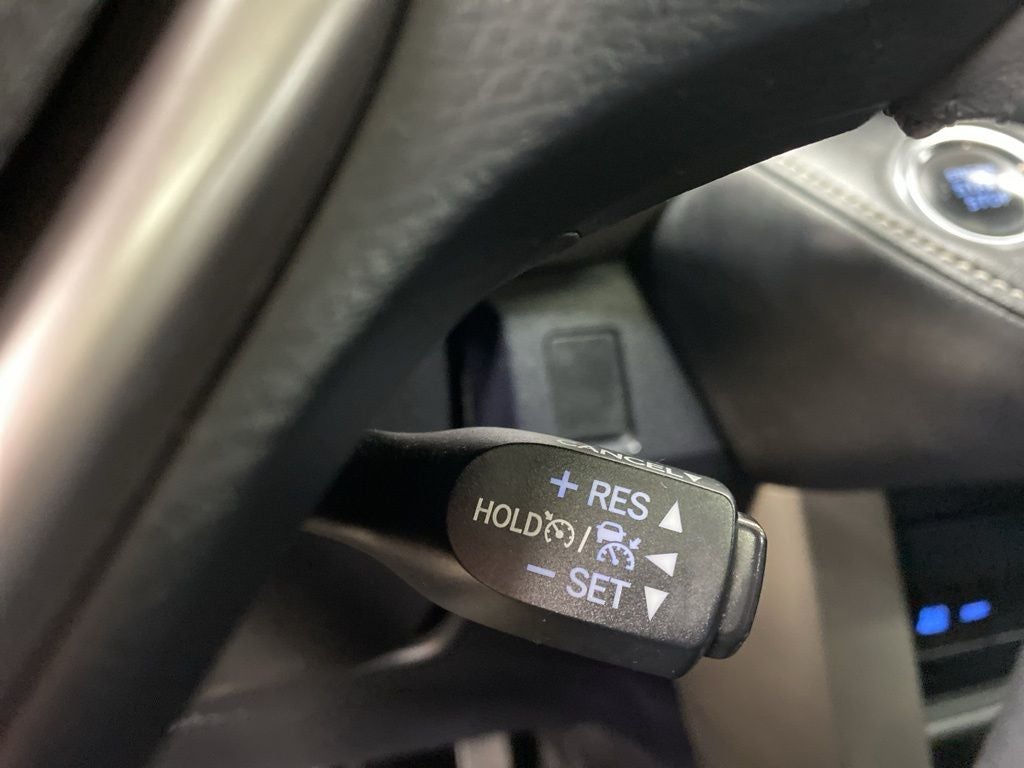 CANCEL
+ RES
HOLD /
− SET